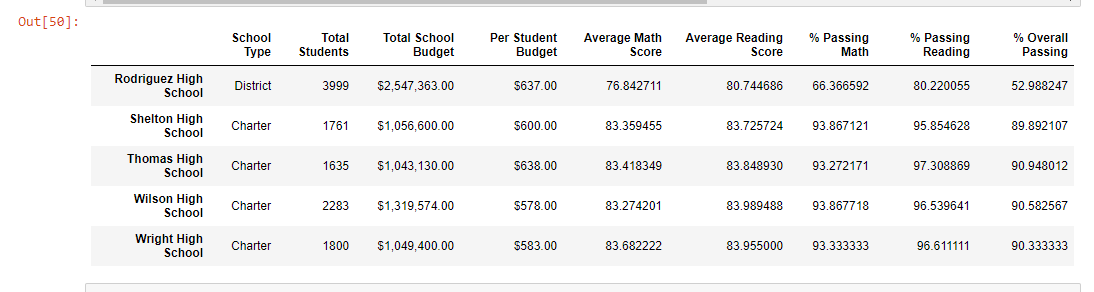 Out[50]:
School Type Total Students Total School Budget Per Student Budget Average Math Score Average Reading Score % Passing Math % Passing Reading % Overall Passing
Rodriguez High School District 3999 $2,547,363.00 $637.00 76.842711 80.744686 66.366592 80.220055 52.988247
Shelton High School Charter 1761 $1,056,600.00 $600.00 83.359455 83.725724 93.867121 95.854628 89.892107
Thomas High School Charter 1635 $1,043,130.00 $638.00 83.418349 83.848930 93.272171 97.308869 90.948012
Wilson High School Charter 2283 $1,319,574.00 $578.00 83.274201 83.989488 93.867718 96.539641 90.582567
Wright High School Charter 1800 $1,049,400.00 $583.00 83.682222 83.955000 93.333333 96.611111 90.333333